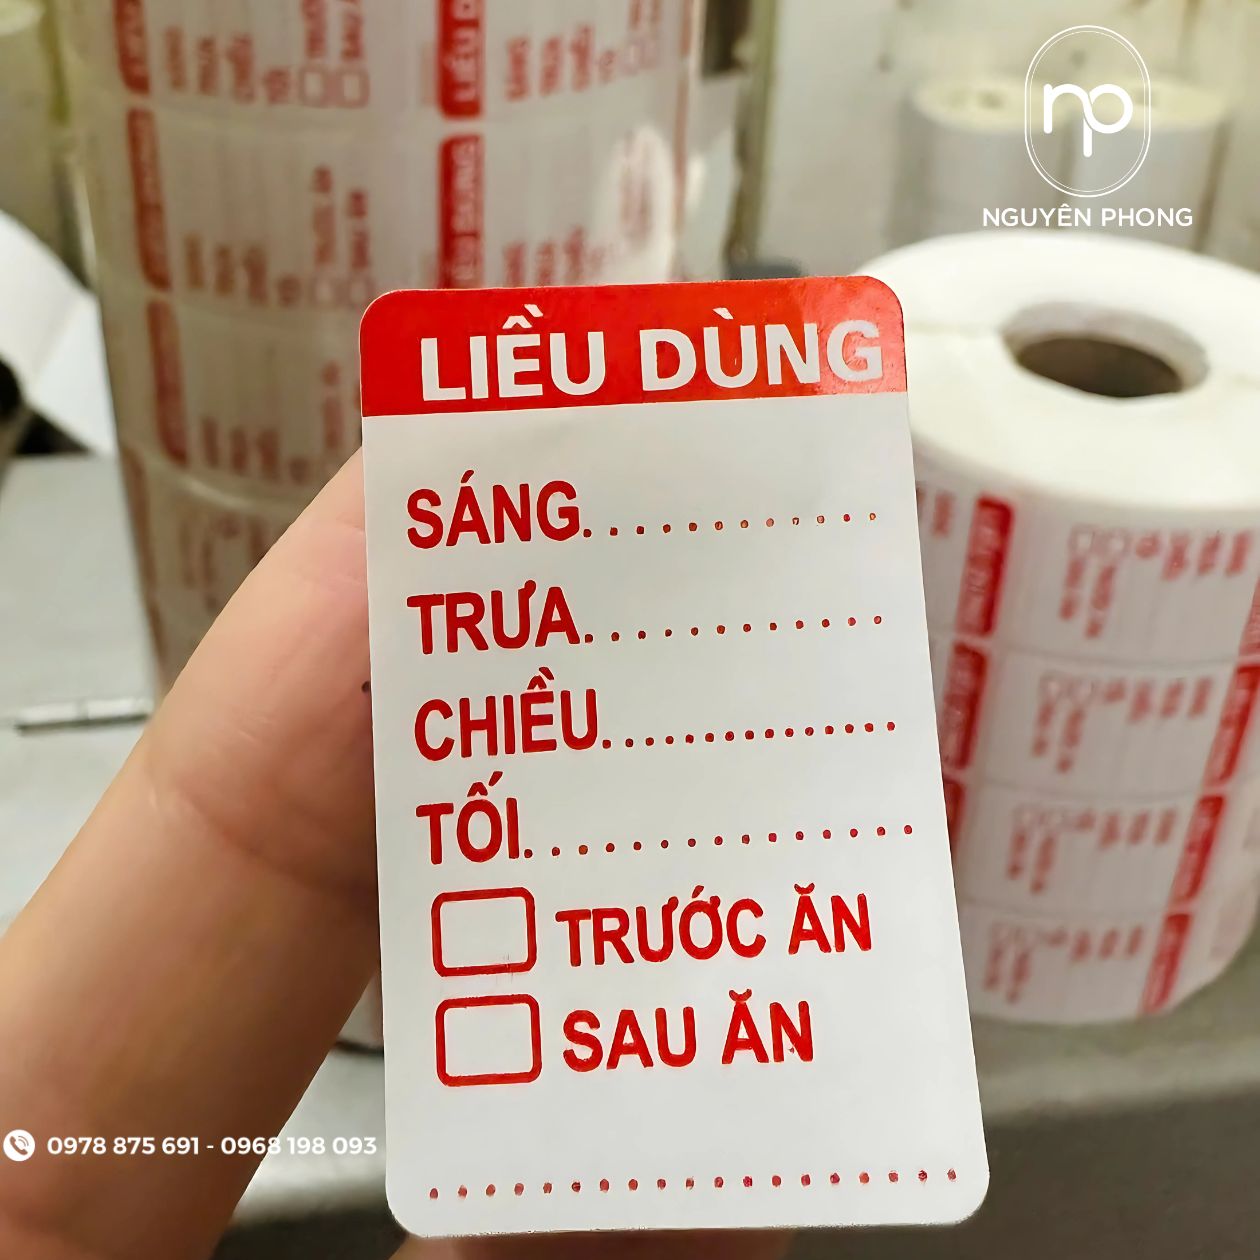 np
NGUYÊN PHONG
LIỀU DÙNG
SÁNG............
TRƯA............
CHIỀU...............
TỐI...............
TRƯỚC ĂN
SAU ĂN
...................
0978 875 691 - 0968 198 093